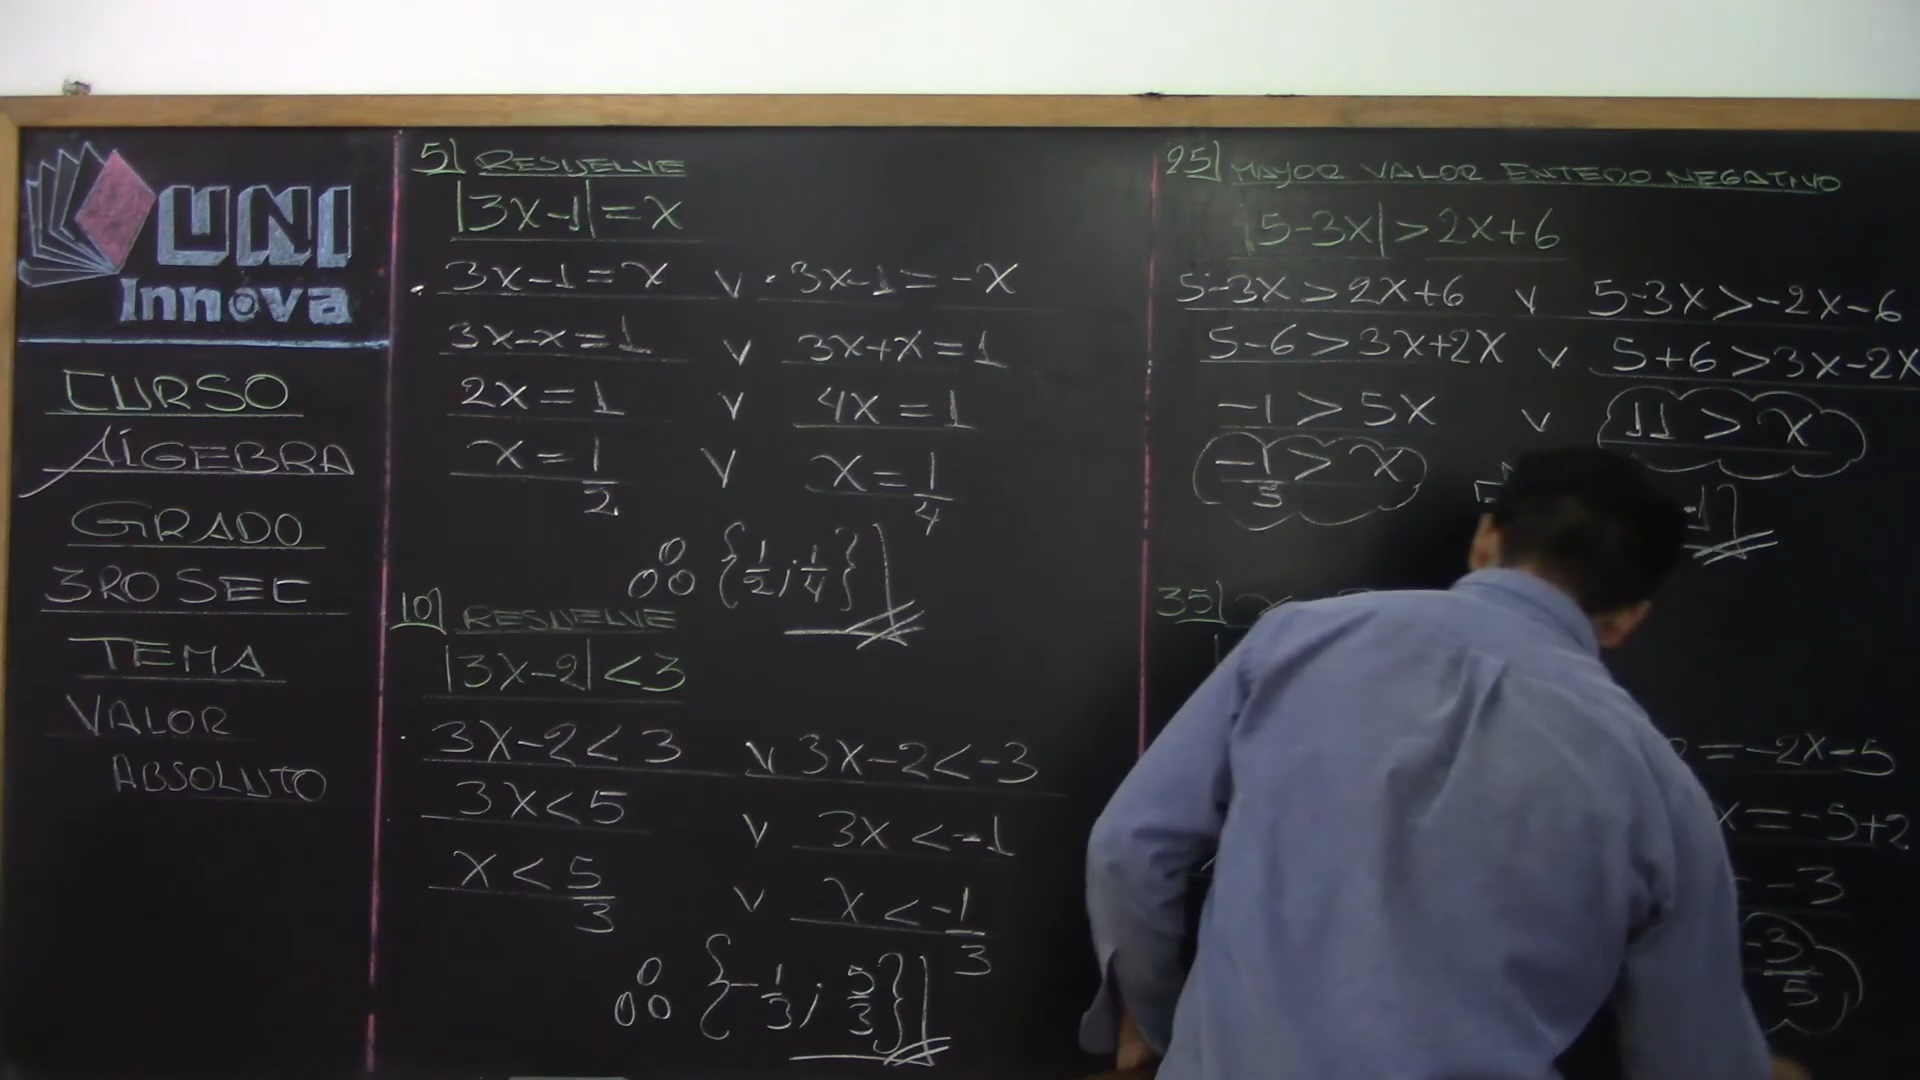 UNI
Innova
CURSO
ALGEBRA
GRADO
3RO SEC
TEMA
VALOR
ABSOLUTO
5) RESUELVE
|3x-1|=x
3x-1=x v 3x-1=-x
3x-x=1 v 3x+x=1
2x=1 v 4x=1
x=1/2 v x=1/4
∴ {1/2;1/4}
10) RESUELVE
|3x-2|<3
3x-2<3 v 3x-2<-3
3x<5 v 3x<-1
x<5/3 v x<-1/3
∴ {-1/3; 5/3}
25) MAYOR VALOR ENTERO NEGATIVO
|5-3x|>2x+6
5-3x>2x+6 v 5-3x>-2x-6
5-6>3x+2x v 5+6>3x-2x
-1>5x v 11>x
-1/5>x
-1
35)
=-2x-5
x=-5+2
-3
-3/5